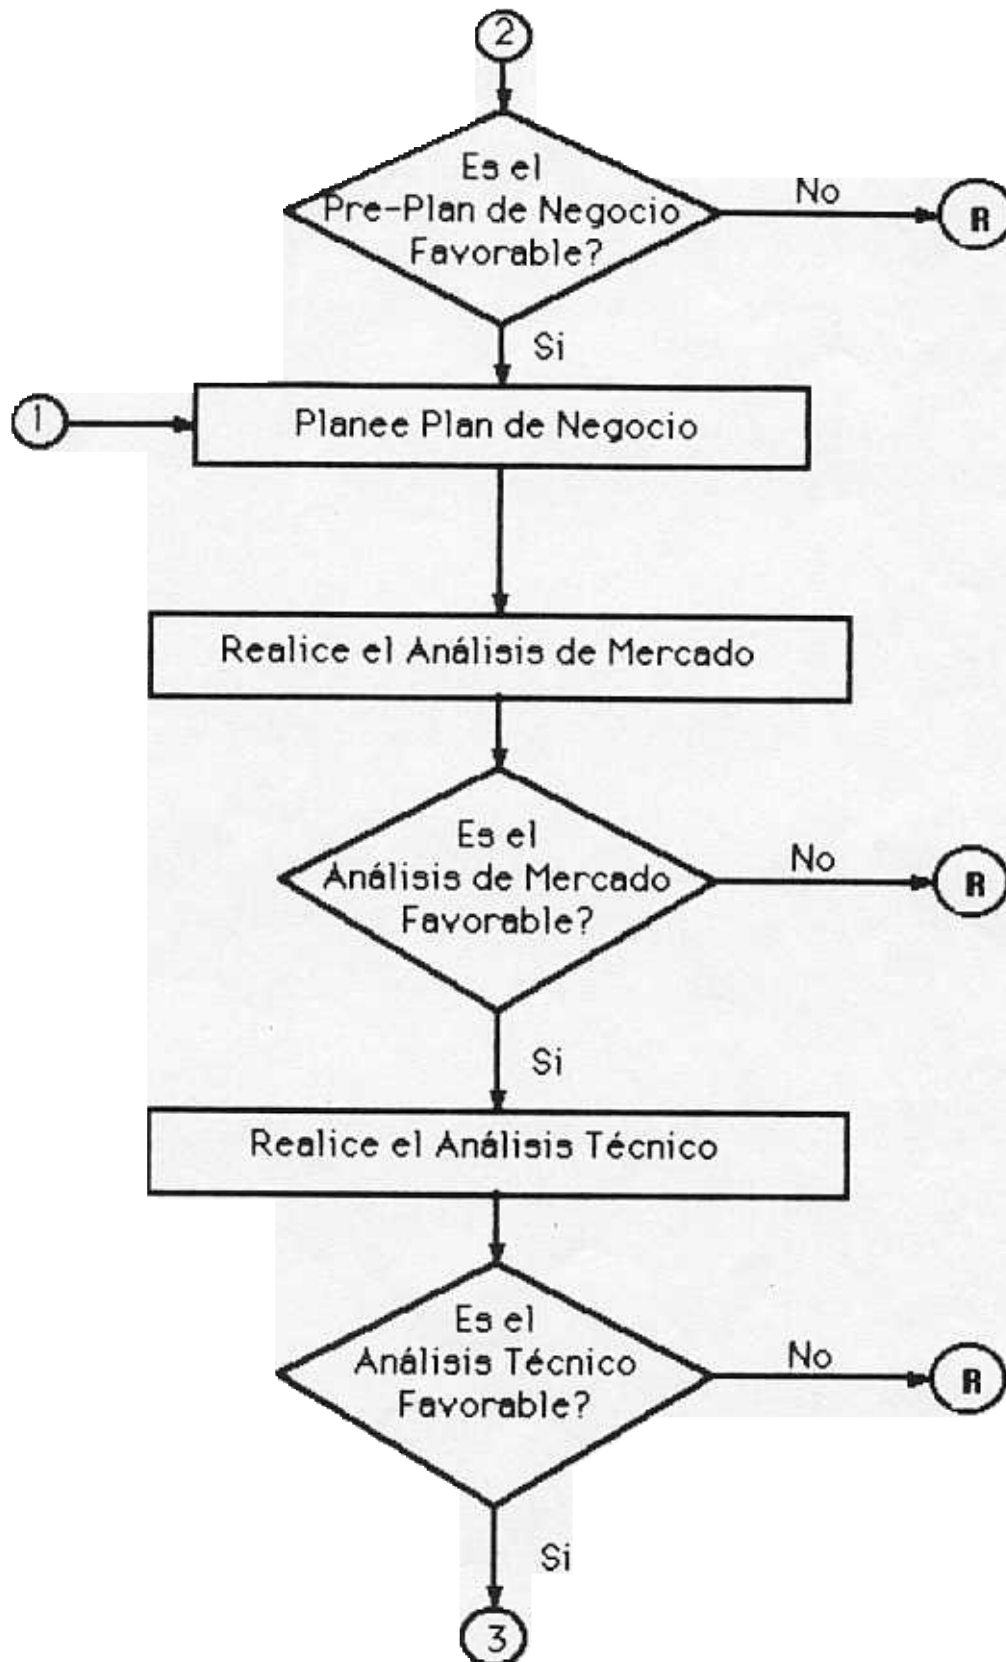 2
Es el
Pre-Plan de Negocio
Favorable?
No
R
Si
1
Planee Plan de Negocio
Realice el Análisis de Mercado
Es el
Análisis de Mercado
Favorable?
No
R
Si
Realice el Análisis Técnico
Es el
Análisis Técnico
Favorable?
No
R
Si
3